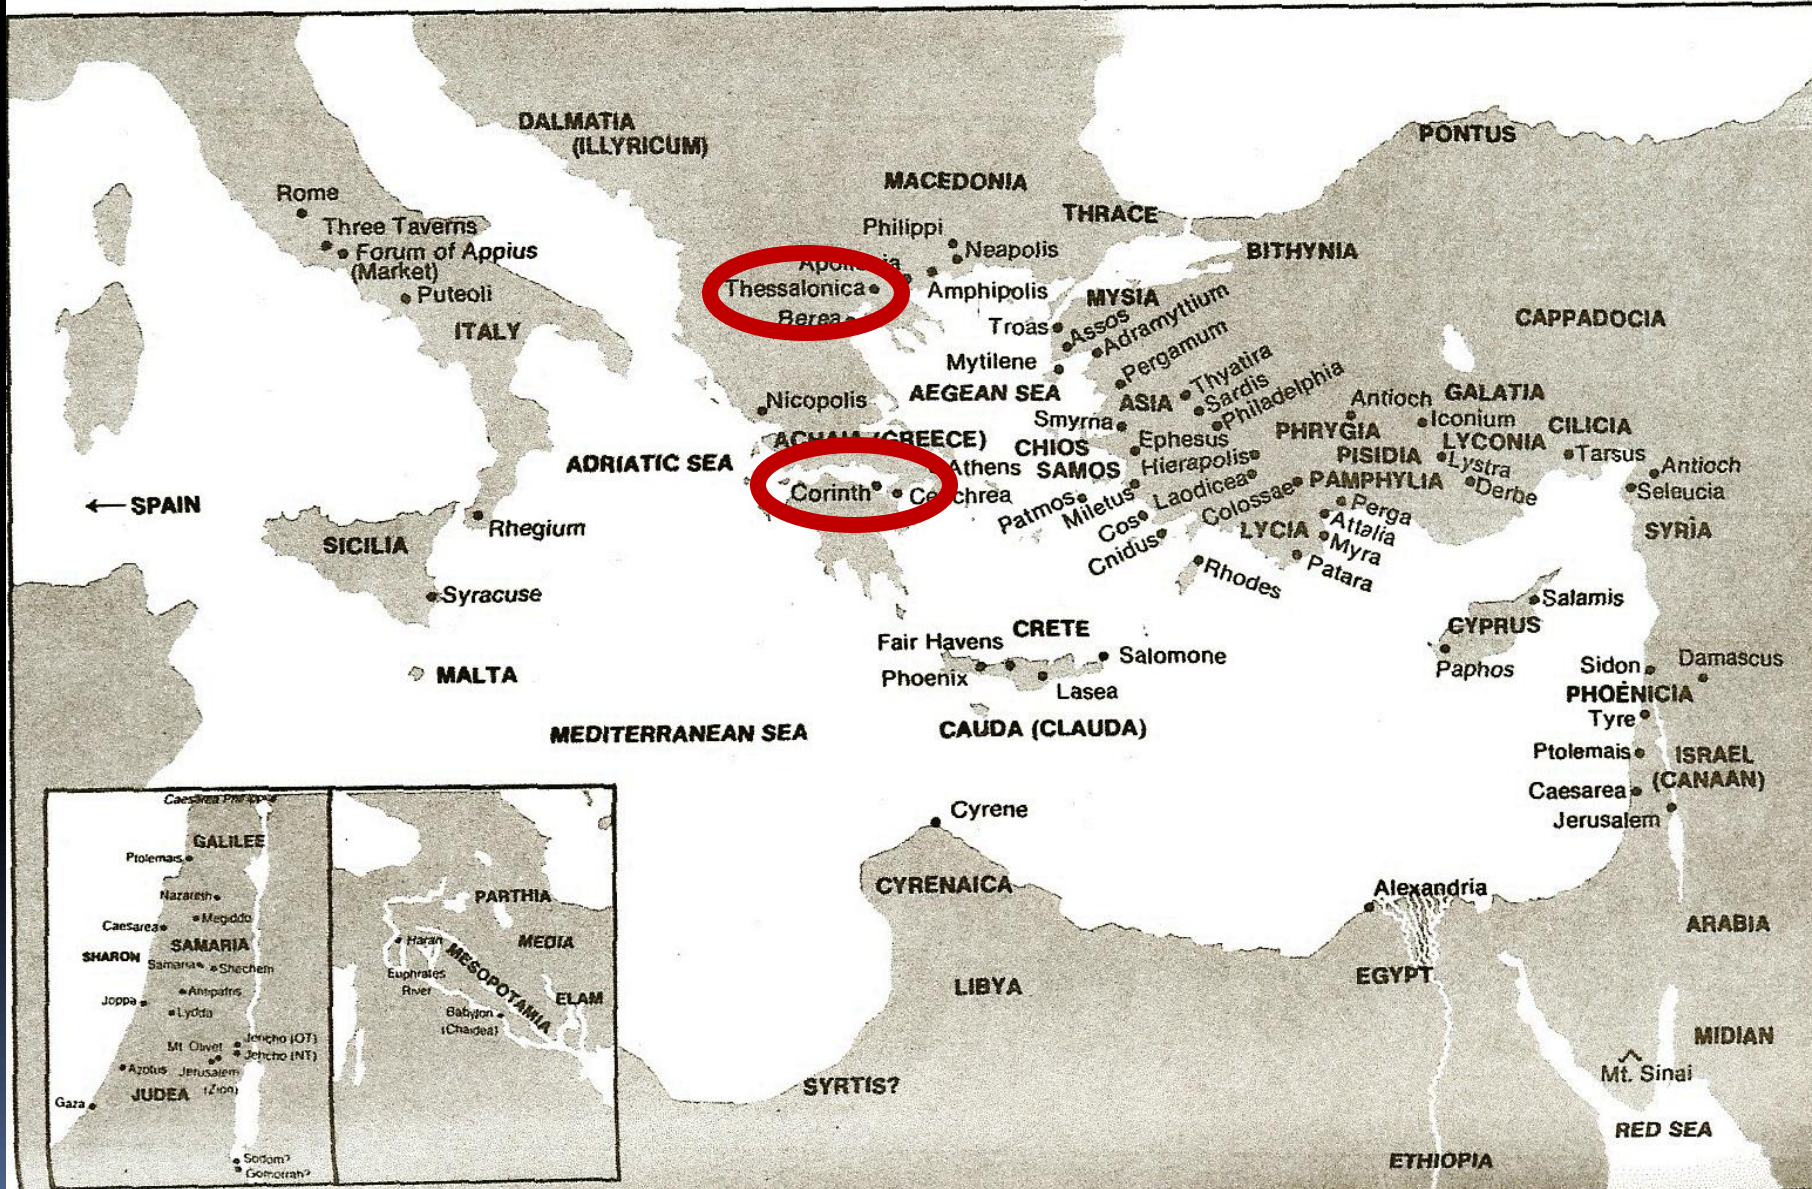 DALMATIA
(ILLYRICUM)
PONTUS
MACEDONIA
Rome
THRACE
Three Taverns
Philippi
Neapolis
Forum of Appius
(Market)
BITHYNIA
Thessalonica
Amphipolis
Puteoli
MYSIA
Berea
ITALY
Troas
Assos
Adramyttium
CAPPADOCIA
Mytilene
Pergamum
Nicopolis
AEGEAN SEA
ASIA
Thyatira
Sardis
Philadelphia
Antioch
GALATIA
Smyrna
Iconium
CILICIA
ACHAIA (GREECE)
CHIOS
Ephesus
PHRYGIA
LYCONIA
ADRIATIC SEA
Athens
SAMOS
Hierapolis
PISIDIA
Lystra
Tarsus
Antioch
Corinth
Patmos
Miletus
Laodicea
Colossae
PAMPHYLIA
Derbe
Seleucia
← SPAIN
Rhegium
Cos
Perga
SICILIA
Cnidus
LYCIA
Attalia
Myra
SYRIA
Rhodes
Patara
Syracuse
Salamis
CYPRUS
Fair Havens
CRETE
Salomone
Paphos
Sidon
Damascus
MALTA
Phoenix
Lasea
PHOENICIA
Tyre
MEDITERRANEAN SEA
CAUDA (CLAUDA)
Ptolemais
ISRAEL
(CANAAN)
Caesarea
Jerusalem
Cyrene
CYRENAICA
Alexandria
ARABIA
LIBYA
EGYPT
MIDIAN
SYRTIS?
Mt. Sinai
RED SEA
ETHIOPIA
GALILEE
Ptolemais
Nazareth
Megiddo
Caesarea
SAMARIA
SHARON
Samaria
Shechem
Antipatris
Joppa
Lydda
Jericho (OT)
Mt Olivet
Jericho (NT)
Azotus
Jerusalem
(Zion)
JUDEA
Gaza
Sodom?
Gomorrah?
PARTHIA
Haran
MEDIA
MESOPOTAMIA
Euphrates
River
ELAM
Babylon
(Chaldea)